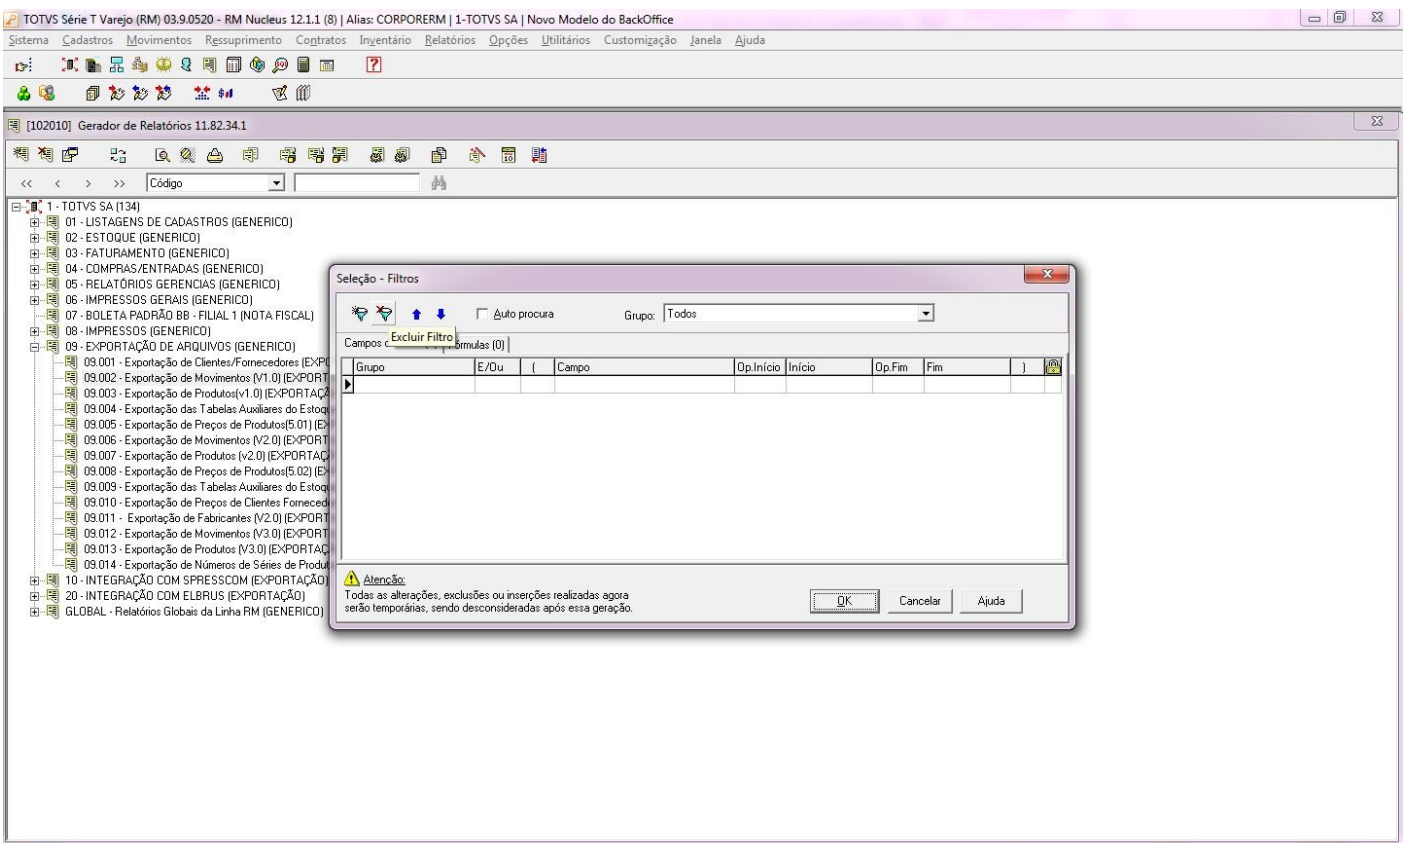 TOTVS Série T Varejo (RM) 03.9.0520 - RM Nucleus 12.1.1 (8) | Alias: CORPORERM | 1-TOTVS SA | Novo Modelo do BackOffice
Sistema Cadastros Movimentos Ressuprimento Contratos Inventário Relatórios Opções Utilitários Customização Janela Ajuda
[102010] Gerador de Relatórios 11.82.34.1
<< < > >> Código
1 - TOTVS SA (134)
01 - LISTAGENS DE CADASTROS (GENERICO)
02 - ESTOQUE (GENERICO)
03 - FATURAMENTO (GENERICO)
04 - COMPRAS/ENTRADAS (GENERICO)
05 - RELATÓRIOS GERENCIAS (GENERICO)
06 - IMPRESSOS GERAIS (GENERICO)
07 - BOLETA PADRÃO BB - FILIAL 1 (NOTA FISCAL)
08 - IMPRESSOS (GENERICO)
09 - EXPORTAÇÃO DE ARQUIVOS (GENERICO)
09.001 - Exportação de Clientes/Fornecedores (EXPO
09.002 - Exportação de Movimentos (V1.0) (EXPORT
09.003 - Exportação de Produtos(v1.0) (EXPORTAÇÃ
09.004 - Exportação das Tabelas Auxiliares do Estoqu
09.005 - Exportação de Preços de Produtos(5.01) (EX
09.006 - Exportação de Movimentos (V2.0) (EXPORT
09.007 - Exportação de Produtos (v2.0) (EXPORTAÇ
09.008 - Exportação de Preços de Produtos(5.02) (EX
09.009 - Exportação das Tabelas Auxiliares do Estoqu
09.010 - Exportação de Preços de Clientes Fornecedo
09.011 - Exportação de Fabricantes (V2.0) (EXPORT
09.012 - Exportação de Movimentos (V3.0) (EXPORT
09.013 - Exportação de Produtos (V3.0) (EXPORTAÇ
09.014 - Exportação de Números de Séries de Produt
10 - INTEGRAÇÃO COM SPRESSCOM (EXPORTAÇÃO)
20 - INTEGRAÇÃO COM ELBRUS (EXPORTAÇÃO)
GLOBAL - Relatórios Globais da Linha RM (GENERICO)
Seleção - Filtros
Auto procura Grupo: Todos
Excluir Filtro
Campos Fórmulas (0)
Grupo E/Ou ( Campo Op.Início Início Op.Fim Fim )
Atenção:
Todas as alterações, exclusões ou inserções realizadas agora
serão temporárias, sendo desconsideradas após essa geração.
OK Cancelar Ajuda